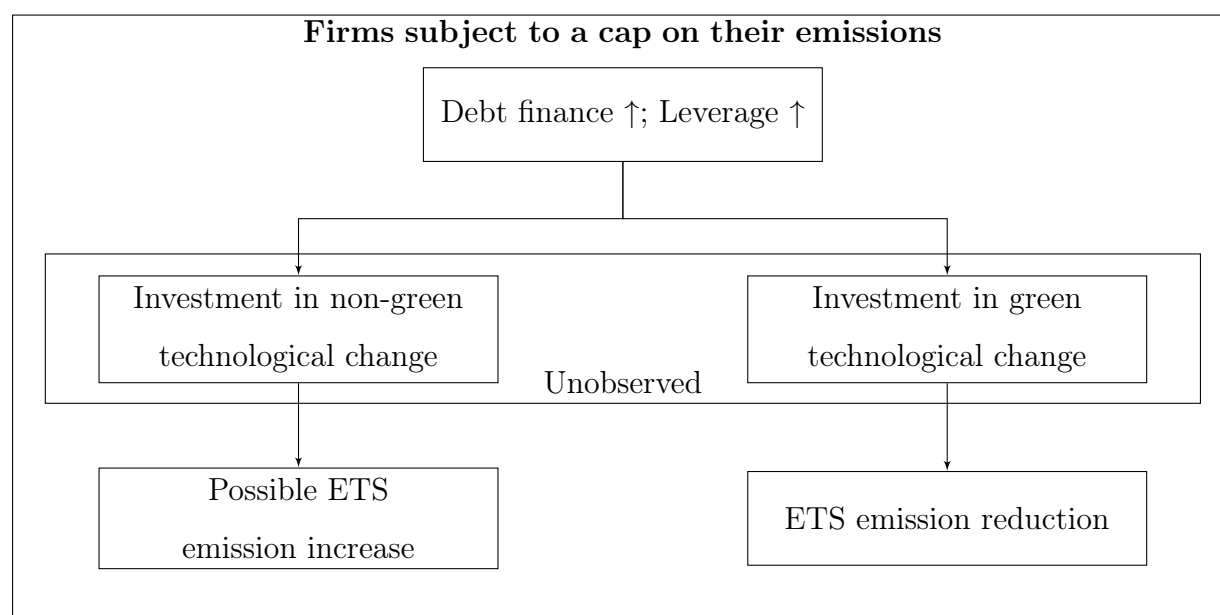 Firms subject to a cap on their emissions
Debt finance ↑; Leverage ↑
Investment in non-green
technological change
Investment in green
technological change
Unobserved
Possible ETS
emission increase
ETS emission reduction